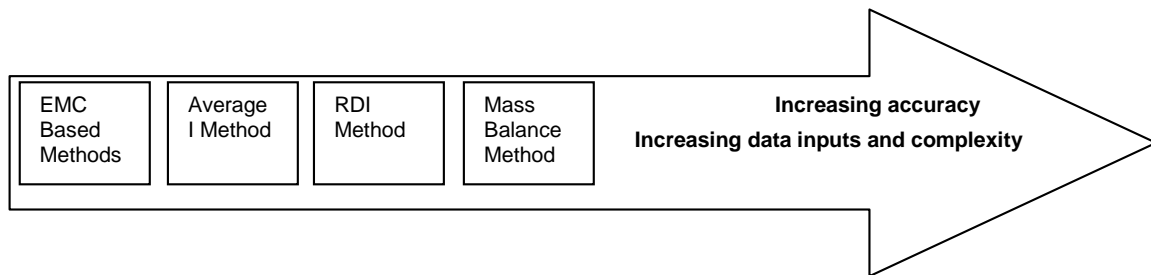 EMC
Based
Methods
Average
I Method
RDI
Method
Mass
Balance
Method
Increasing accuracy
Increasing data inputs and complexity